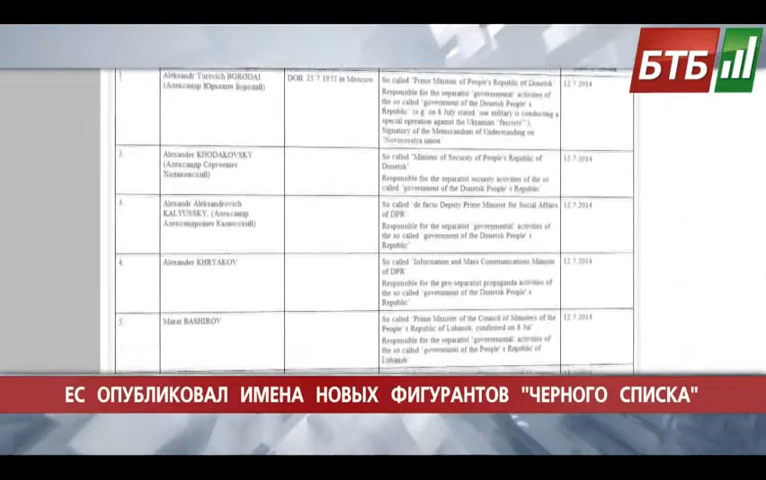 БТБ
1. Aleksandr Yurevich BORODAI DOB: 25.7.1972 in Moscow So called 'Prime Minister of People's Republic of Donetsk' 12.7.2014
(Александр Юрьевич Бородай)
Responsible for the separatist 'governmental' activities of
the so called 'government of the Donetsk People's
Republic' (e.g. on 8 July stated 'our military is conducting a
special operation against the Ukrainian "fascists"'),
Signatory of the Memorandum of Understanding on
'Novorossiya union'
2. Alexander KHODAKOVSKY So called 'Minister of Security of People's Republic of 12.7.2014
(Александр Сергеевич Donetsk'
Ходаковский)
Responsible for the separatist security activities of the so
called 'government of the Donetsk People's Republic'
3. Alexandr Aleksandrovich So called 'de facto Deputy Prime Minister for Social Affairs 12.7.2014
KALYUSSKY, (Александр of DPR'
Александрович Калюсский)
Responsible for the separatist 'governmental' activities of
the so called 'government of the Donetsk People's
Republic'
4. Alexander KHRYAKOV So called 'Information and Mass Communications Minister 12.7.2014
of DPR'
Responsible for the pro-separatist propaganda activities of
the so called 'government of the Donetsk People's
Republic'
5. Marat BASHIROV So called 'Prime Minister of the Council of Ministers of the 12.7.2014
People's Republic of Luhansk, confirmed on 8 Jul'
Responsible for the separatist 'governmental' activities of
the so called 'government of the People's Republic of
Luhansk'
ЕС ОПУБЛИКОВАЛ ИМЕНА НОВЫХ ФИГУРАНТОВ "ЧЕРНОГО СПИСКА"